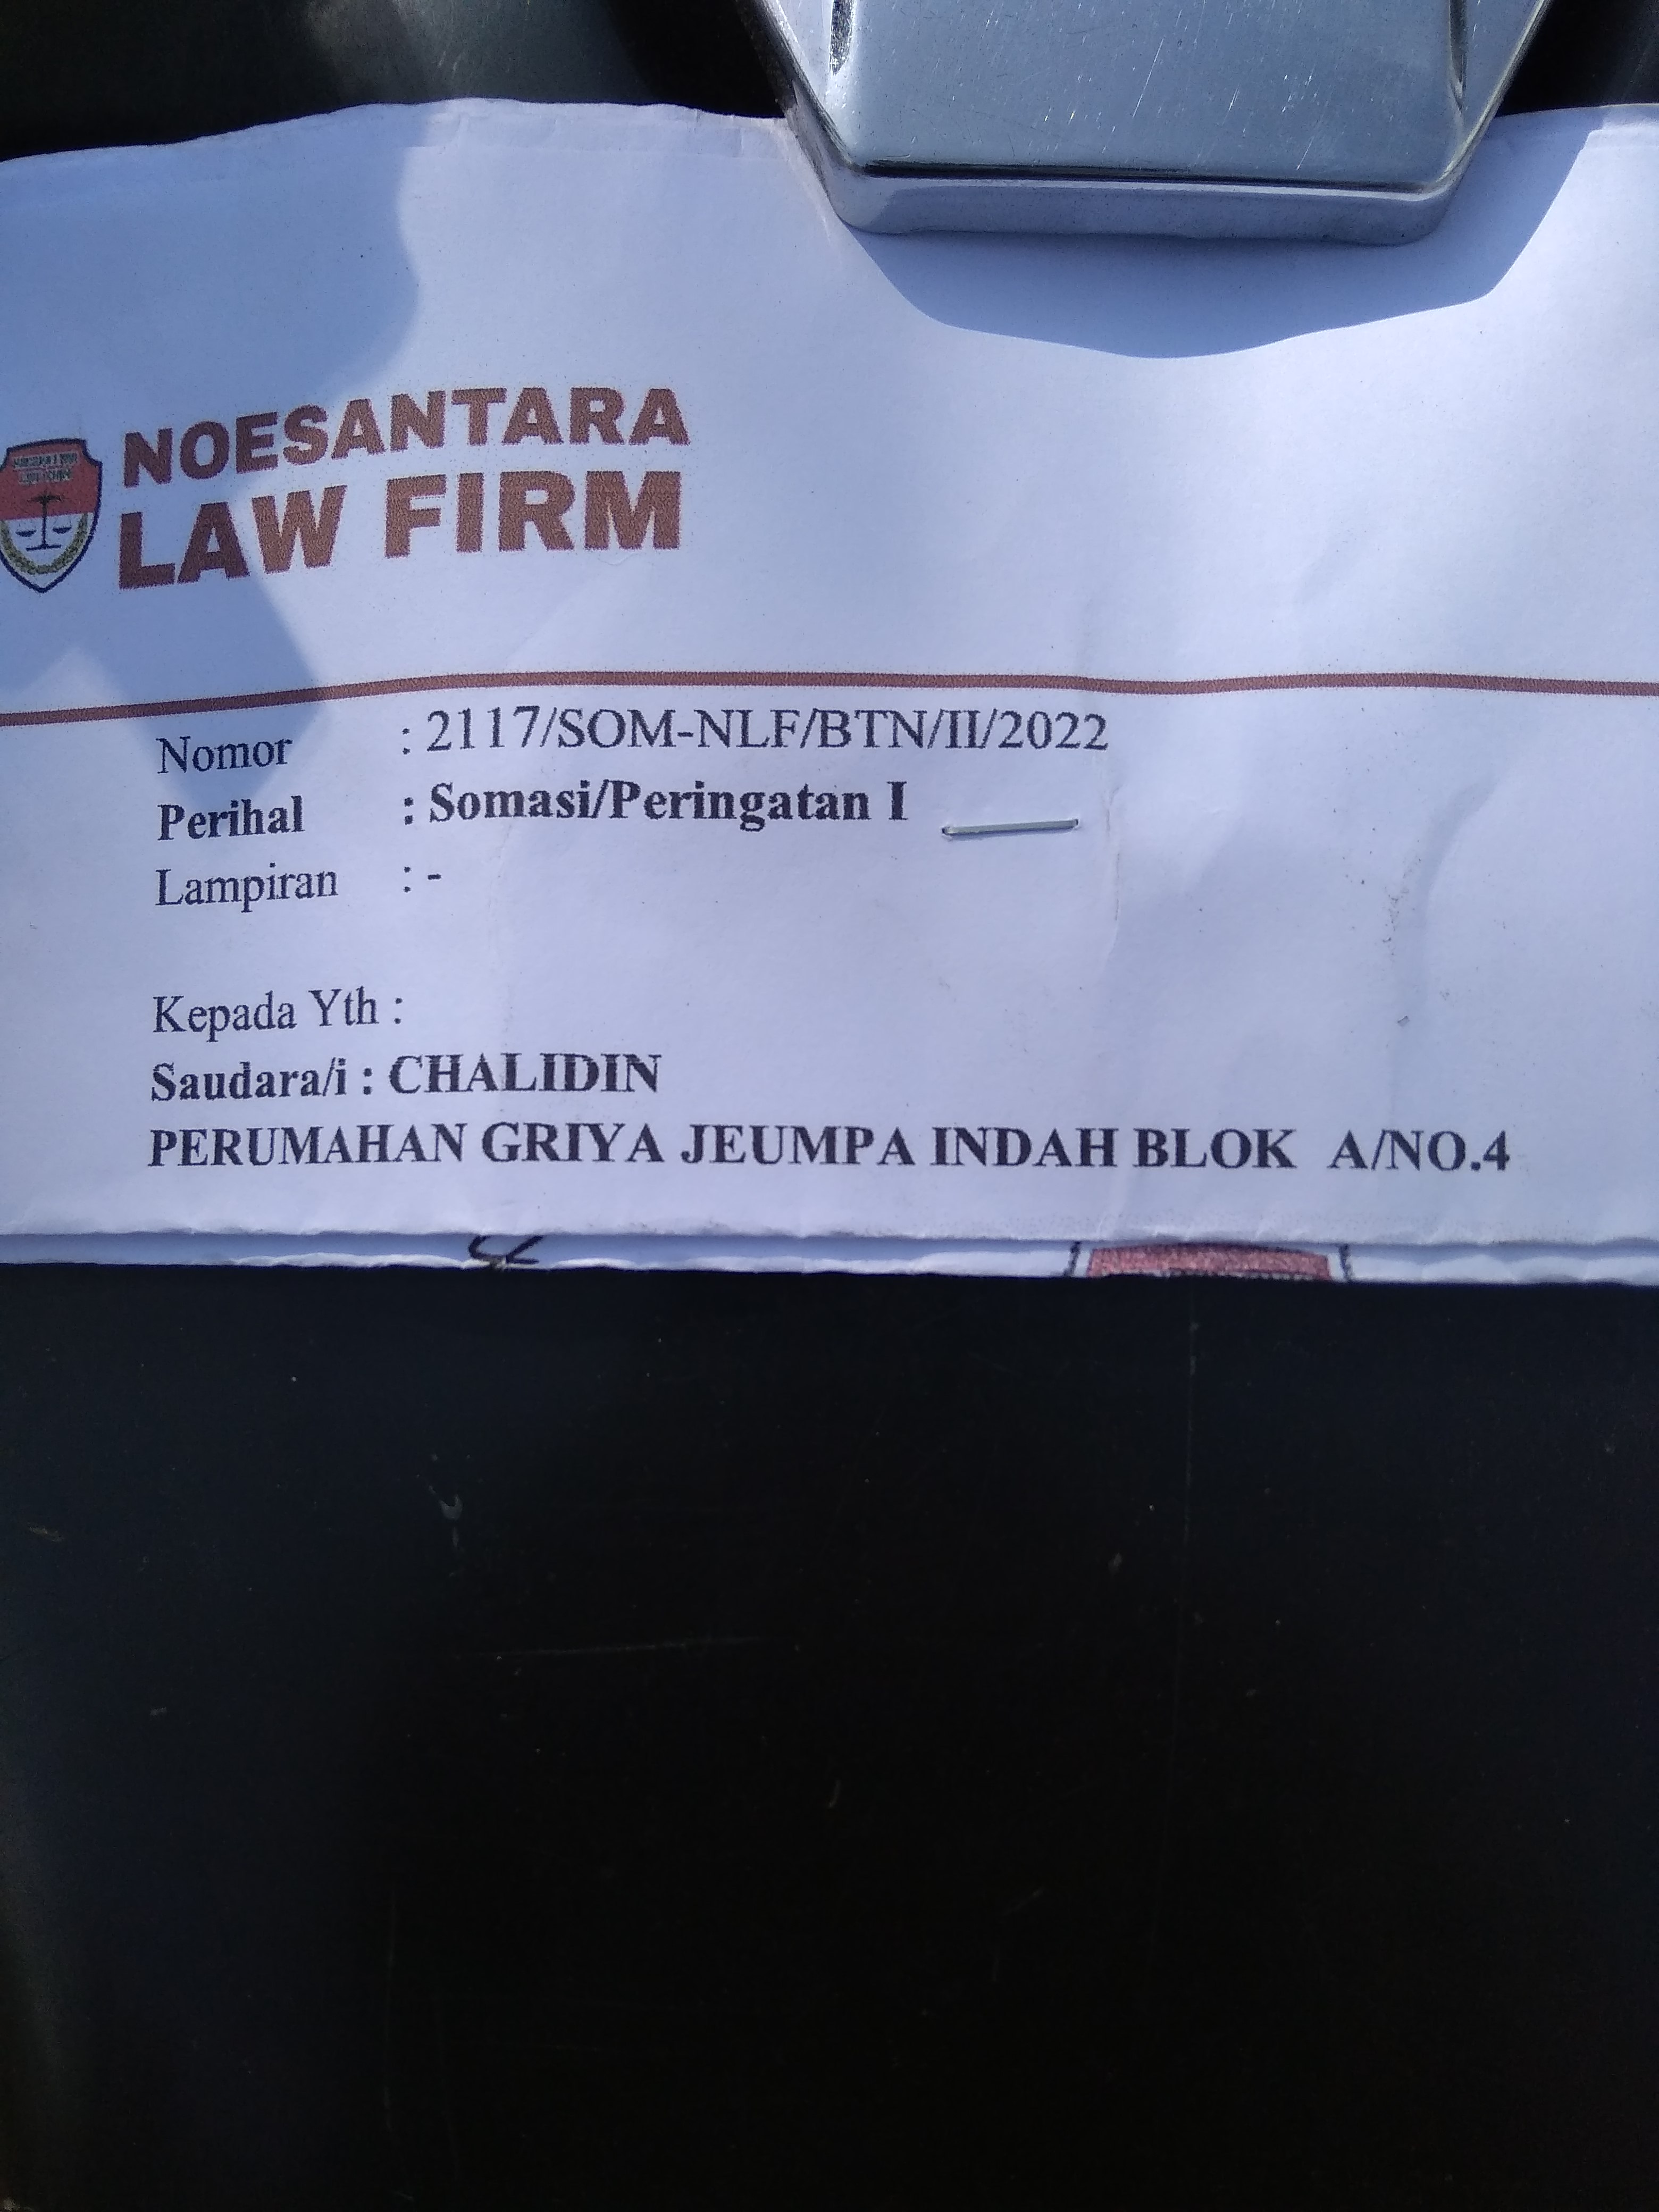 NOESANTARA
LAW FIRM
Nomor : 2117/SOM-NLF/BTN/II/2022
Perihal : Somasi/Peringatan I
Lampiran : -
Kepada Yth :
Saudara/i : CHALIDIN
PERUMAHAN GRIYA JEUMPA INDAH BLOK A/NO.4